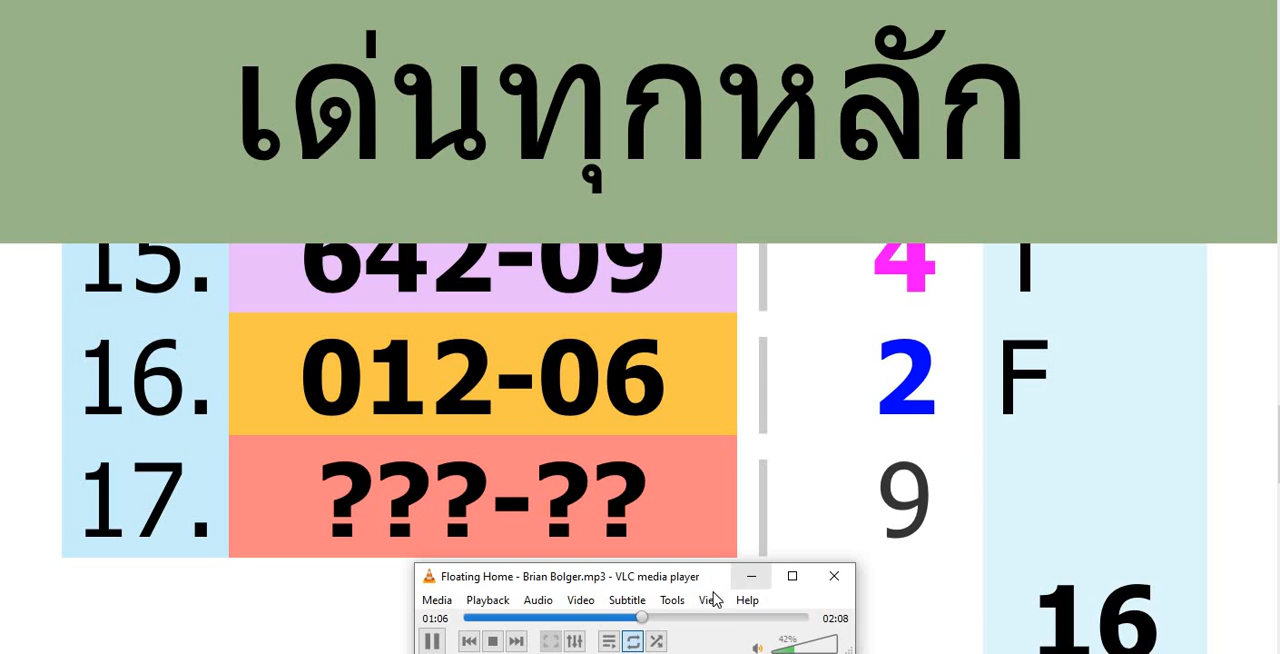 เด่นทุกหลัก
15. 642-09 4 T
16. 012-06 2 F
17. ???-?? 9
16
Floating Home - Brian Bolger.mp3 - VLC media player
Media Playback Audio Video Subtitle Tools View Help
01:06 02:08
42%